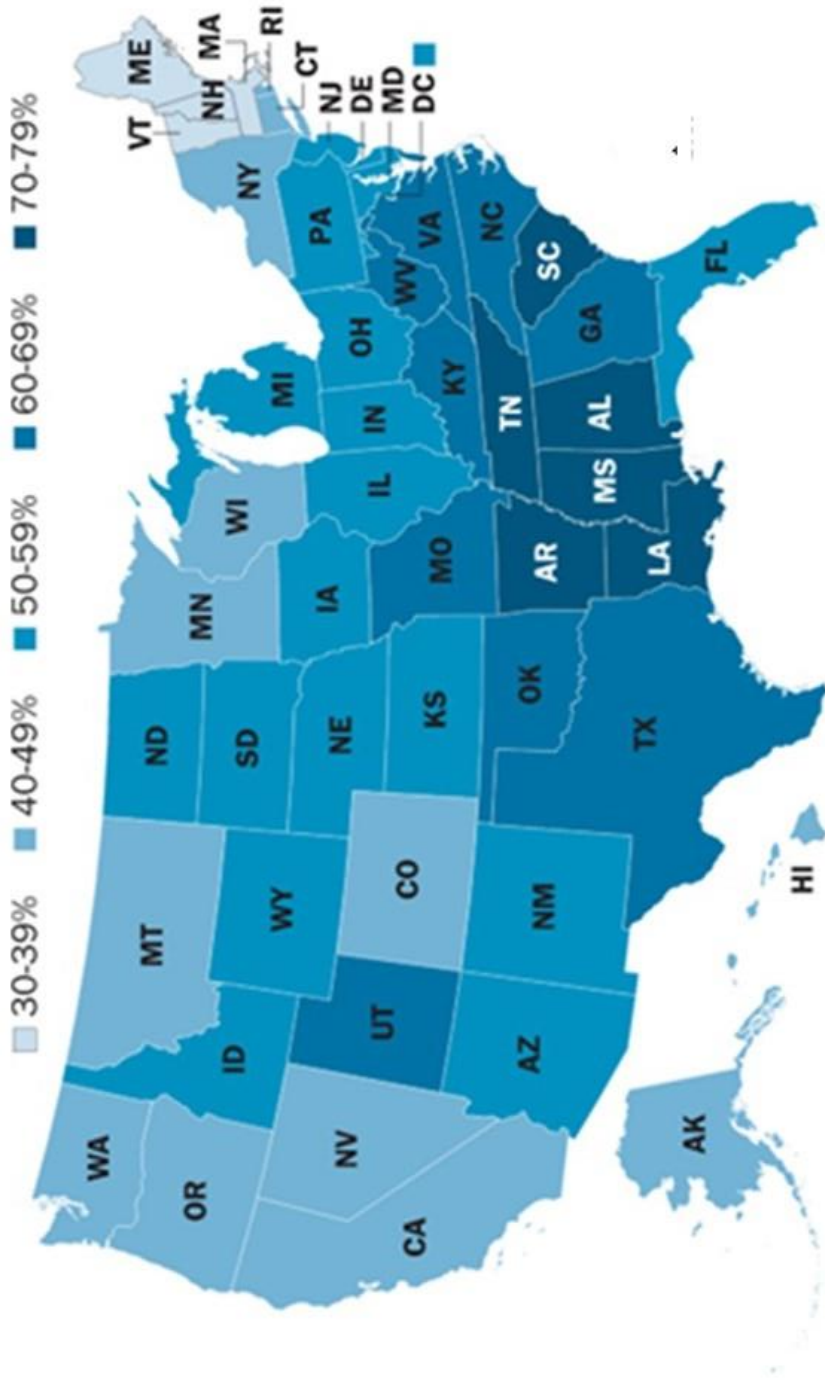 30-39% 40-49% 50-59% 60-69% 70-79%
WA
OR
CA
NV
ID
MT
WY
UT
AZ
CO
NM
ND
SD
NE
KS
OK
TX
MN
IA
MO
AR
LA
WI
IL
MI
IN
OH
KY
TN
MS
AL
GA
FL
SC
NC
VA
WV
PA
NY
VT
NH
ME
MA
RI
CT
NJ
DE
MD
DC
AK
HI